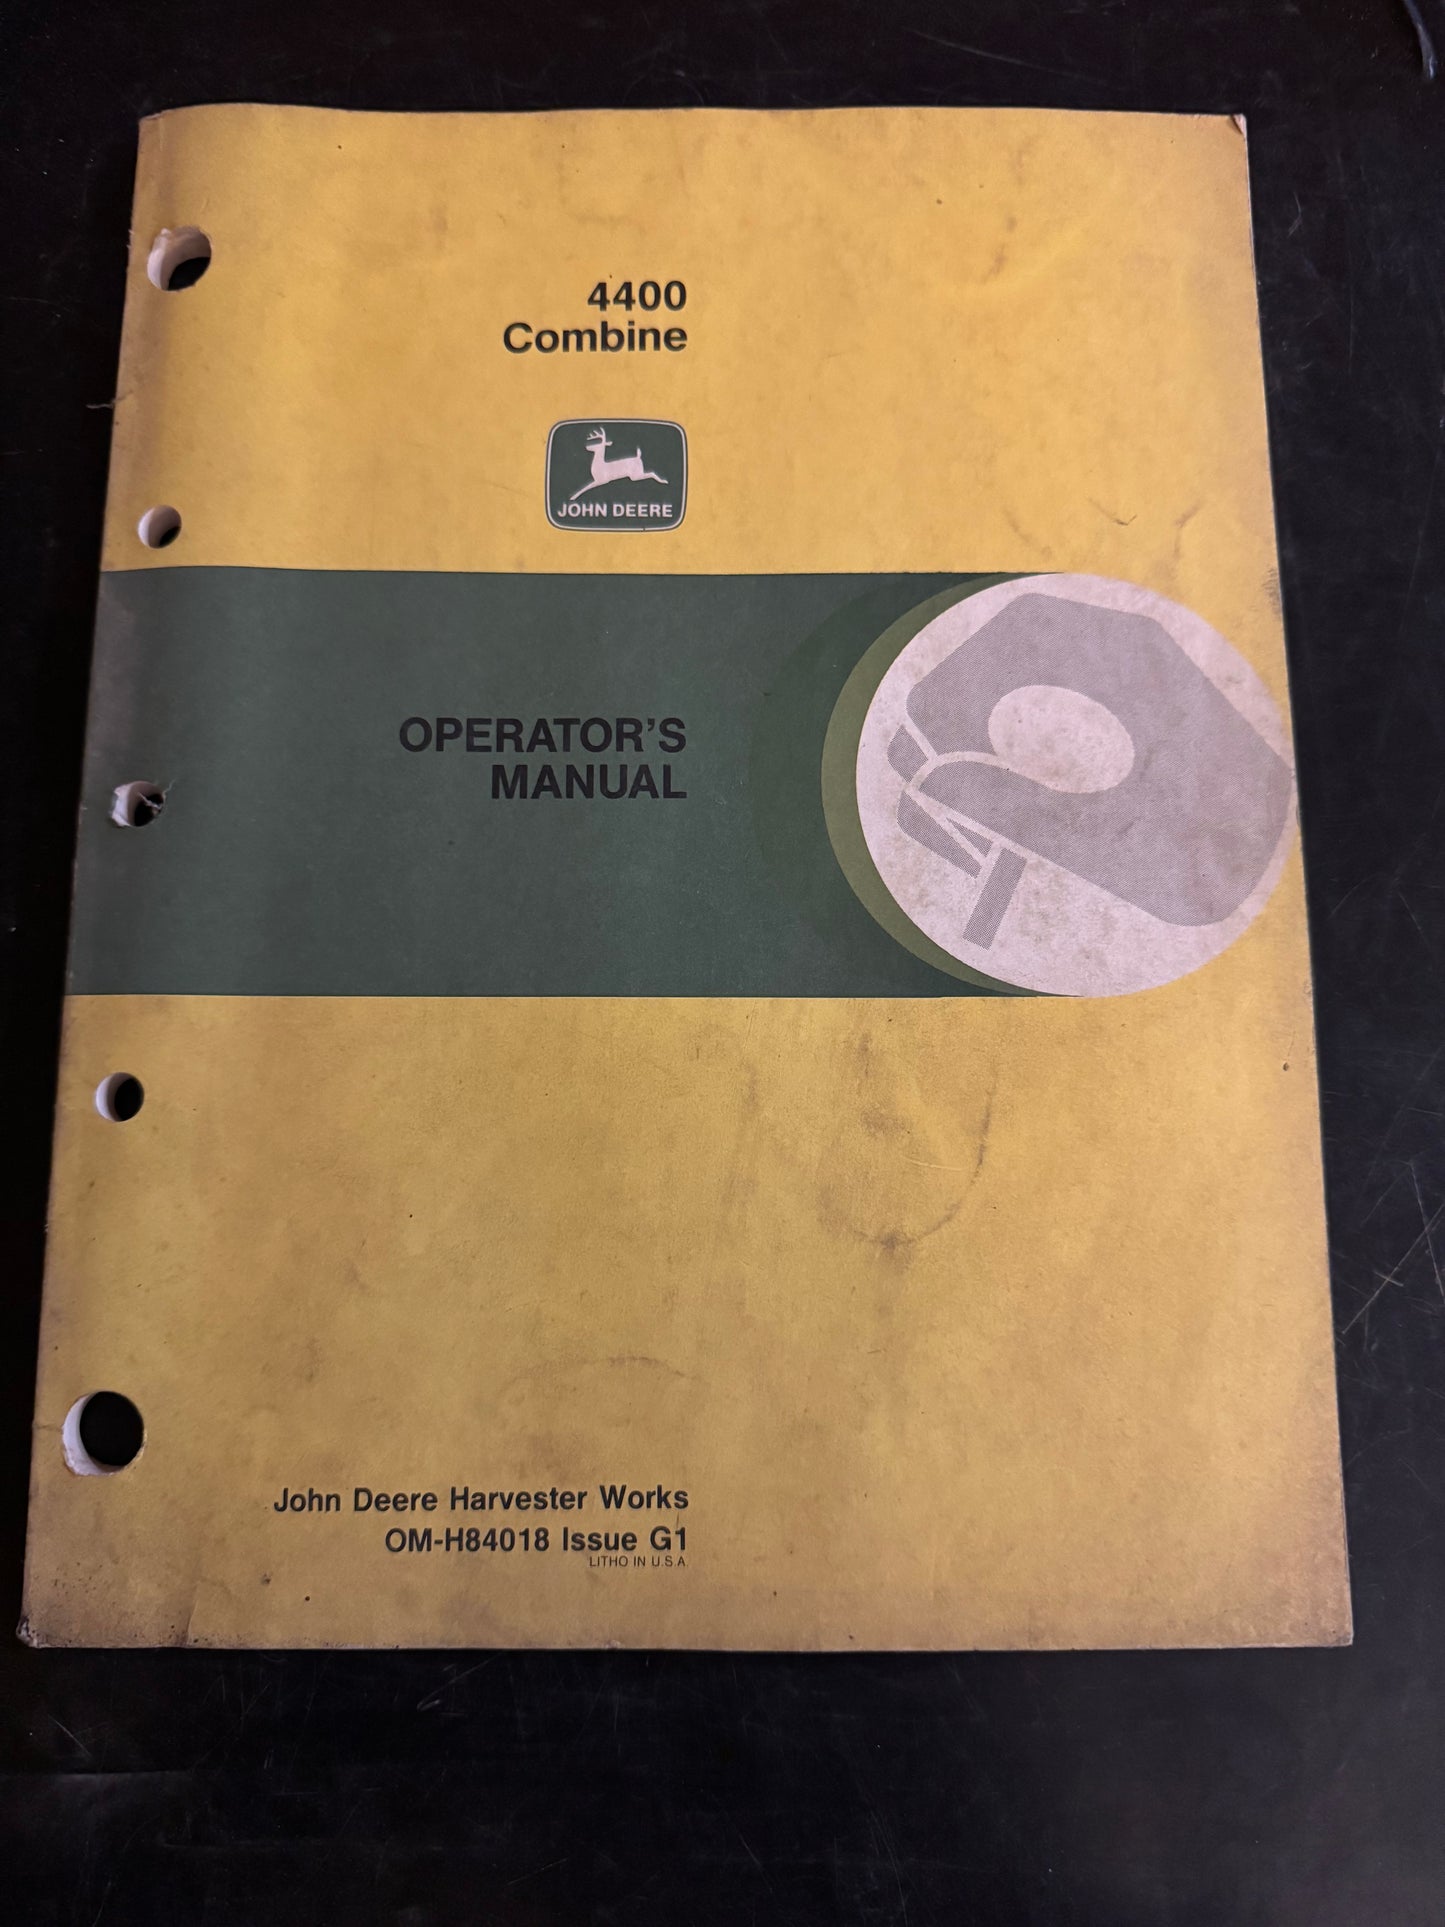 4400
Combine
JOHN DEERE
OPERATOR'S
MANUAL
John Deere Harvester Works
OM-H84018 Issue G1
LITHO IN U.S.A.